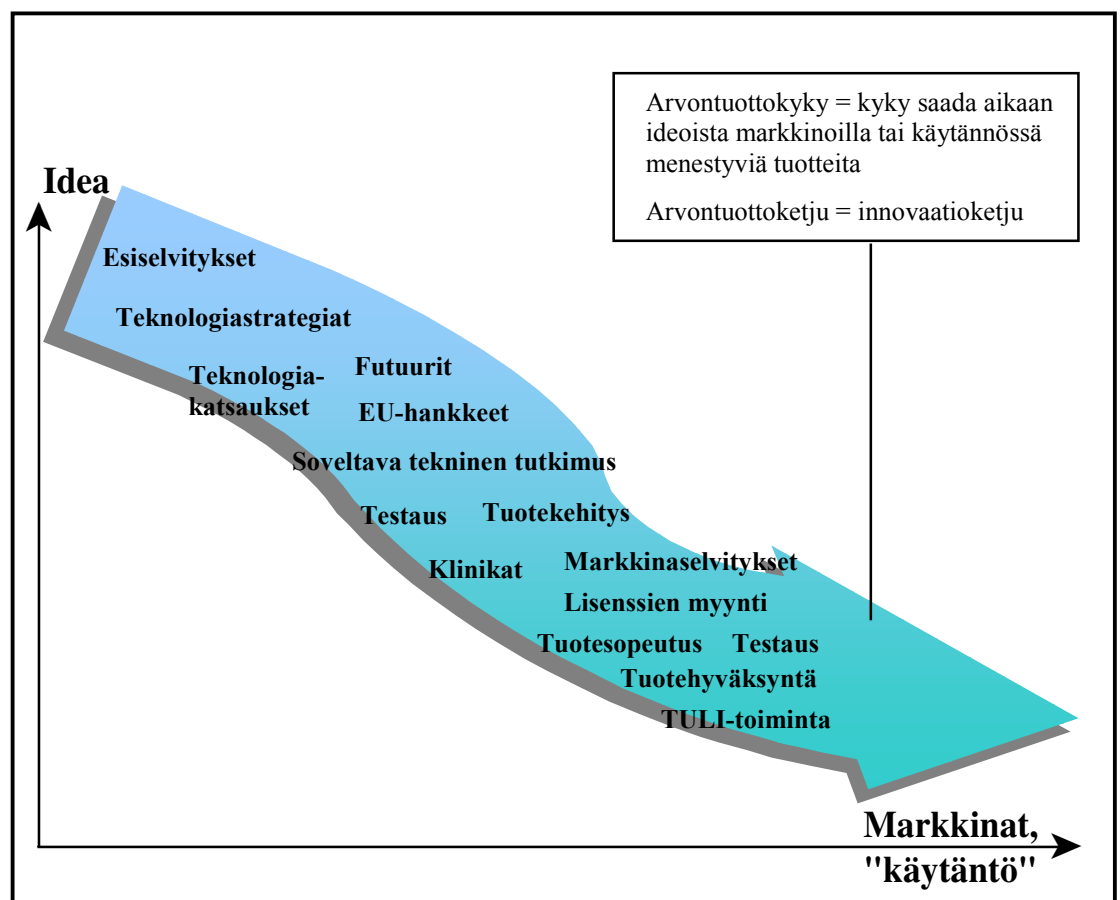 Arvontuottokyky = kyky saada aikaan
ideoista markkinoilla tai käytännössä
menestyviä tuotteita
Arvontuottoketju = innovaatioketju
Idea
Esiselvitykset
Teknologiastrategiat
Teknologia-
katsaukset
Futuurit
EU-hankkeet
Soveltava tekninen tutkimus
Testaus
Tuotekehitys
Klinikat
Markkinaselvitykset
Lisenssien myynti
Tuotesopeutus
Testaus
Tuotehyväksyntä
TULI-toiminta
Markkinat,
"käytäntö"